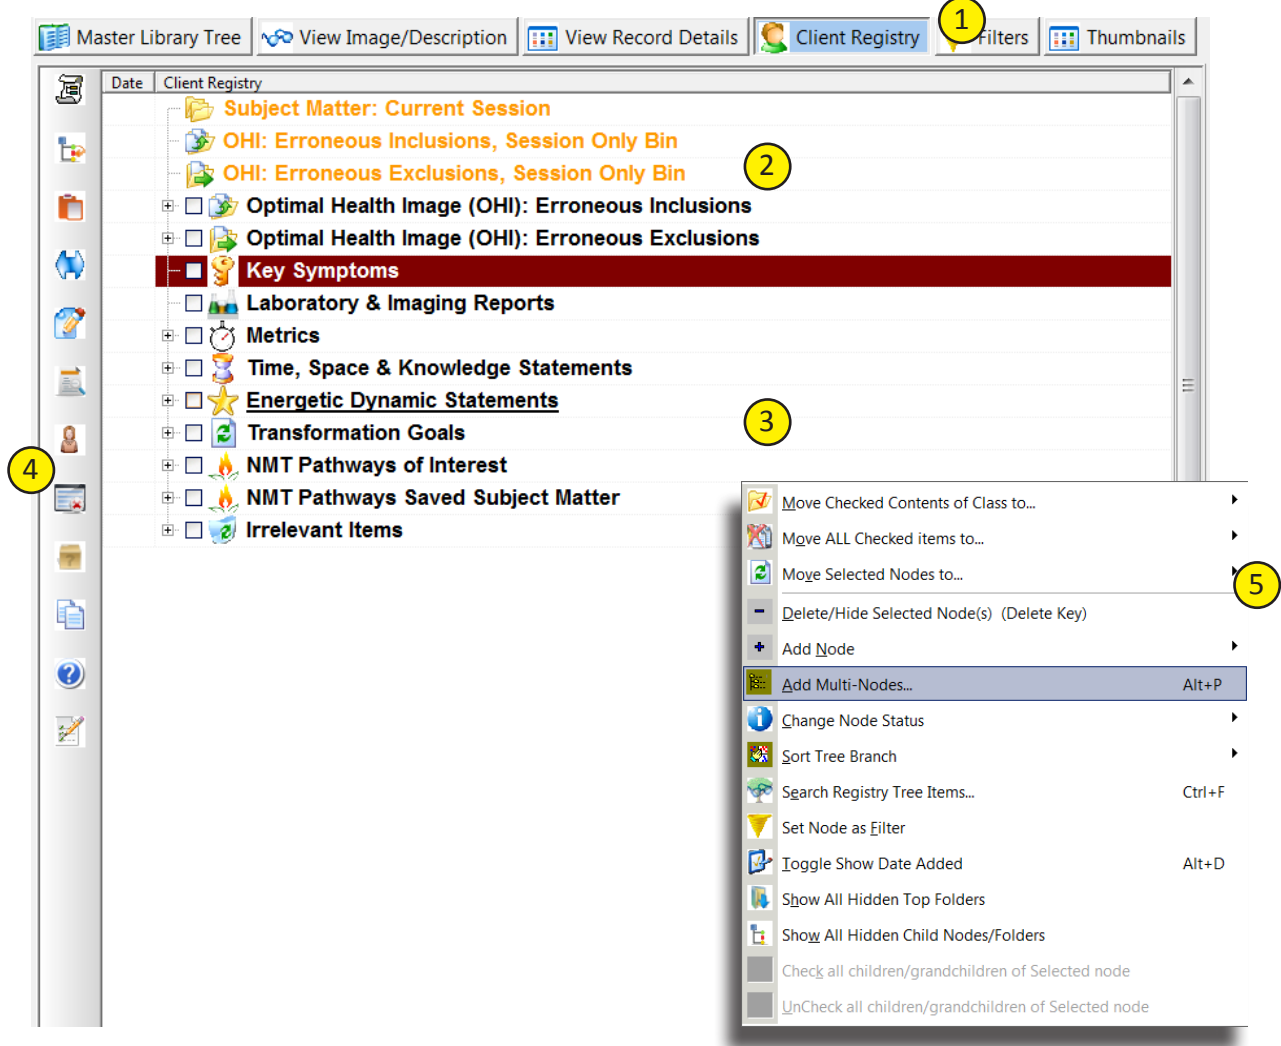 1
Master Library Tree View Image/Description View Record Details Client Registry Filters Thumbnails
Date Client Registry
Subject Matter: Current Session
OHI: Erroneous Inclusions, Session Only Bin
OHI: Erroneous Exclusions, Session Only Bin
2
Optimal Health Image (OHI): Erroneous Inclusions
Optimal Health Image (OHI): Erroneous Exclusions
Key Symptoms
Laboratory & Imaging Reports
Metrics
Time, Space & Knowledge Statements
Energetic Dynamic Statements
3
Transformation Goals
4
NMT Pathways of Interest
NMT Pathways Saved Subject Matter
Irrelevant Items
Move Checked Contents of Class to...
Move ALL Checked items to...
Move Selected Nodes to...
5
Delete/Hide Selected Node(s) (Delete Key)
Add Node
Add Multi-Nodes... Alt+P
Change Node Status
Sort Tree Branch
Search Registry Tree Items... Ctrl+F
Set Node as Filter
Toggle Show Date Added Alt+D
Show All Hidden Top Folders
Show All Hidden Child Nodes/Folders
Check all children/grandchildren of Selected node
UnCheck all children/grandchildren of Selected node